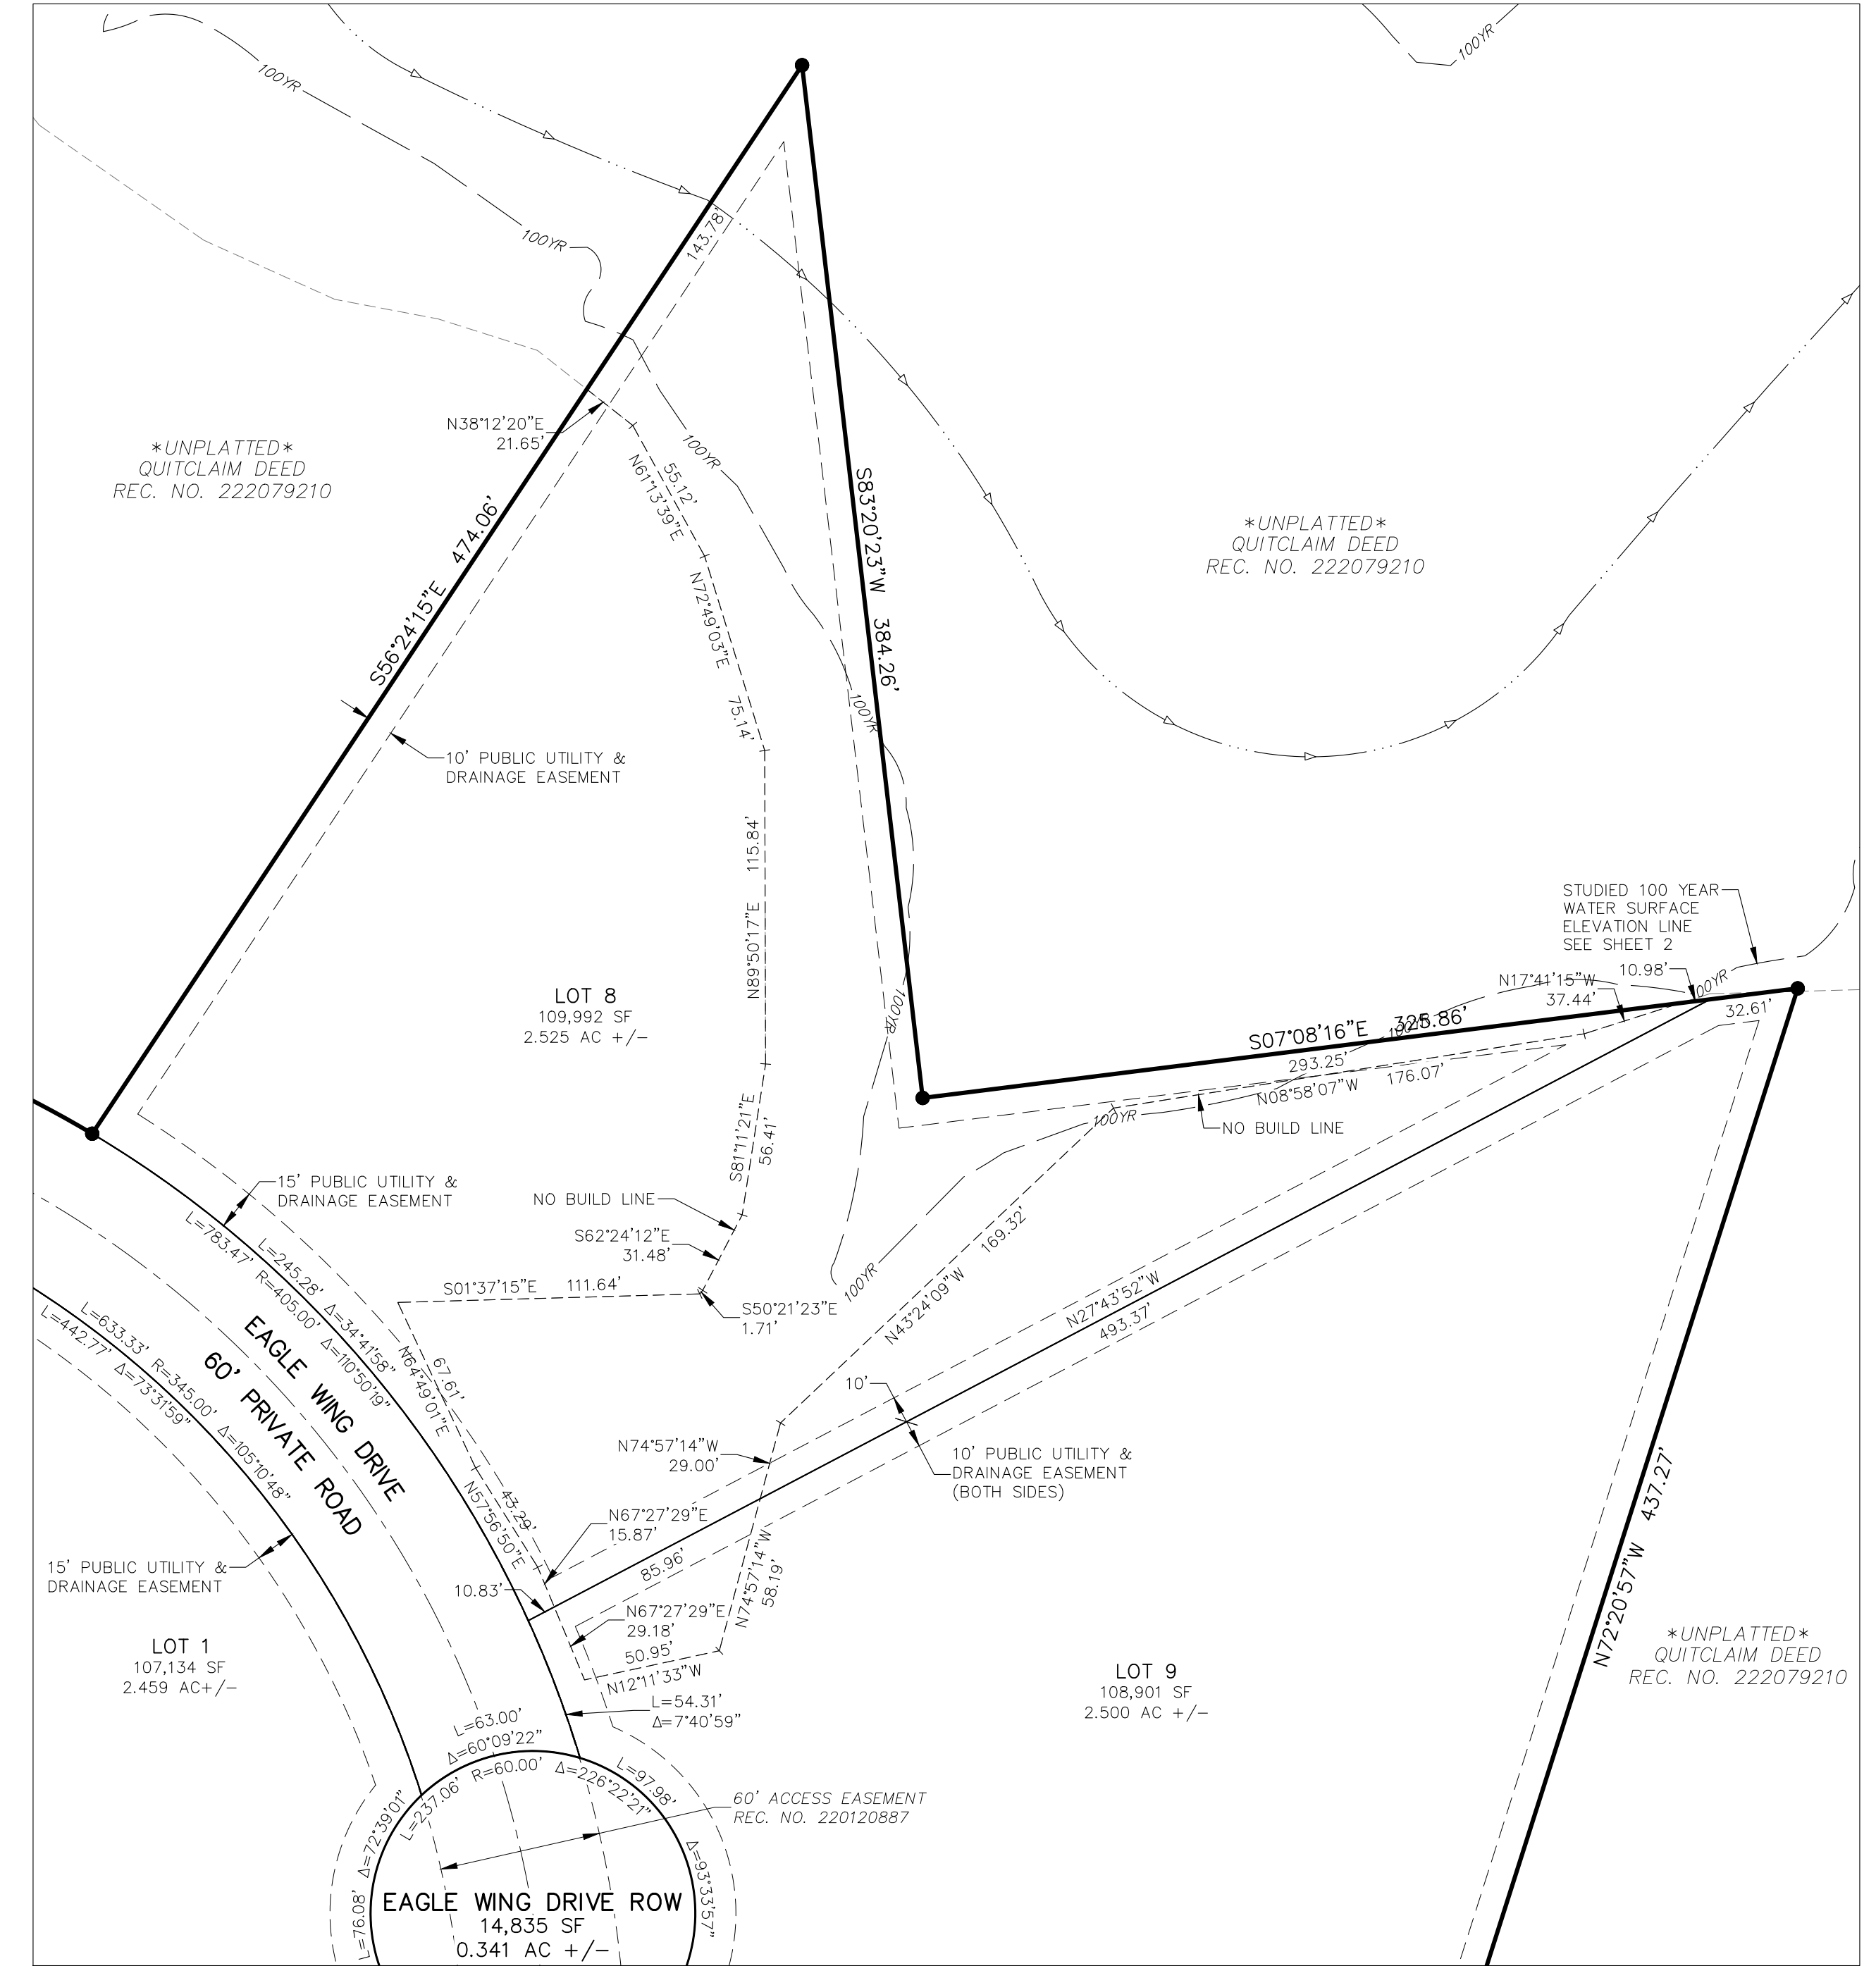 100YR
100YR
100YR
143.78'
N38°12'20"E
21.65'
*UNPLATTED*
QUITCLAIM DEED
REC. NO. 222079210
55.12'
N61°13'39"E
100YR
S56°24'15"E 474.06'
S83°20'23"W 384.26'
*UNPLATTED*
QUITCLAIM DEED
REC. NO. 222079210
N72°49'03"E 75.14'
100YR
10' PUBLIC UTILITY &
DRAINAGE EASEMENT
N89°50'17"E 115.84'
STUDIED 100 YEAR
WATER SURFACE
ELEVATION LINE
SEE SHEET 2
LOT 8
109,992 SF
2.525 AC +/-
100YR
N17°41'15"W
37.44'
10.98'
100YR
32.61'
S07°08'16"E 325.86'
100YR
293.25'
N08°58'07"W 176.07'
100YR
NO BUILD LINE
S81°11'21"E
56.41'
15' PUBLIC UTILITY &
DRAINAGE EASEMENT
NO BUILD LINE
S62°24'12"E
31.48'
S01°37'15"E 111.64'
S50°21'23"E
1.71'
100YR
169.32'
N43°24'09"W
N27°43'52"W
493.37'
L=245.28' Δ=34°41'58"
L=783.47' R=405.00' Δ=110°50'19"
EAGLE WING DRIVE
60' PRIVATE ROAD
L=633.33' R=345.00' Δ=105°10'48"
L=442.77' Δ=73°31'59"
67.61'
N64°49'01"E
10'
N74°57'14"W
29.00'
10' PUBLIC UTILITY &
DRAINAGE EASEMENT
(BOTH SIDES)
43.29'
N57°56'50"E
N67°27'29"E
15.87'
85.96'
N74°57'14"W
58.19'
10.83'
N67°27'29"E
29.18'
50.95'
N12°11'33"W
15' PUBLIC UTILITY &
DRAINAGE EASEMENT
LOT 1
107,134 SF
2.459 AC+/-
N72°20'57"W 437.27'
LOT 9
108,901 SF
2.500 AC +/-
*UNPLATTED*
QUITCLAIM DEED
REC. NO. 222079210
L=54.31'
Δ=7°40'59"
L=63.00'
Δ=60°09'22"
L=237.06' R=60.00' Δ=226°22'21"
L=97.98' Δ=93°33'57"
60' ACCESS EASEMENT
REC. NO. 220120887
L=76.08' Δ=72°39'01"
EAGLE WING DRIVE ROW
14,835 SF
0.341 AC +/-